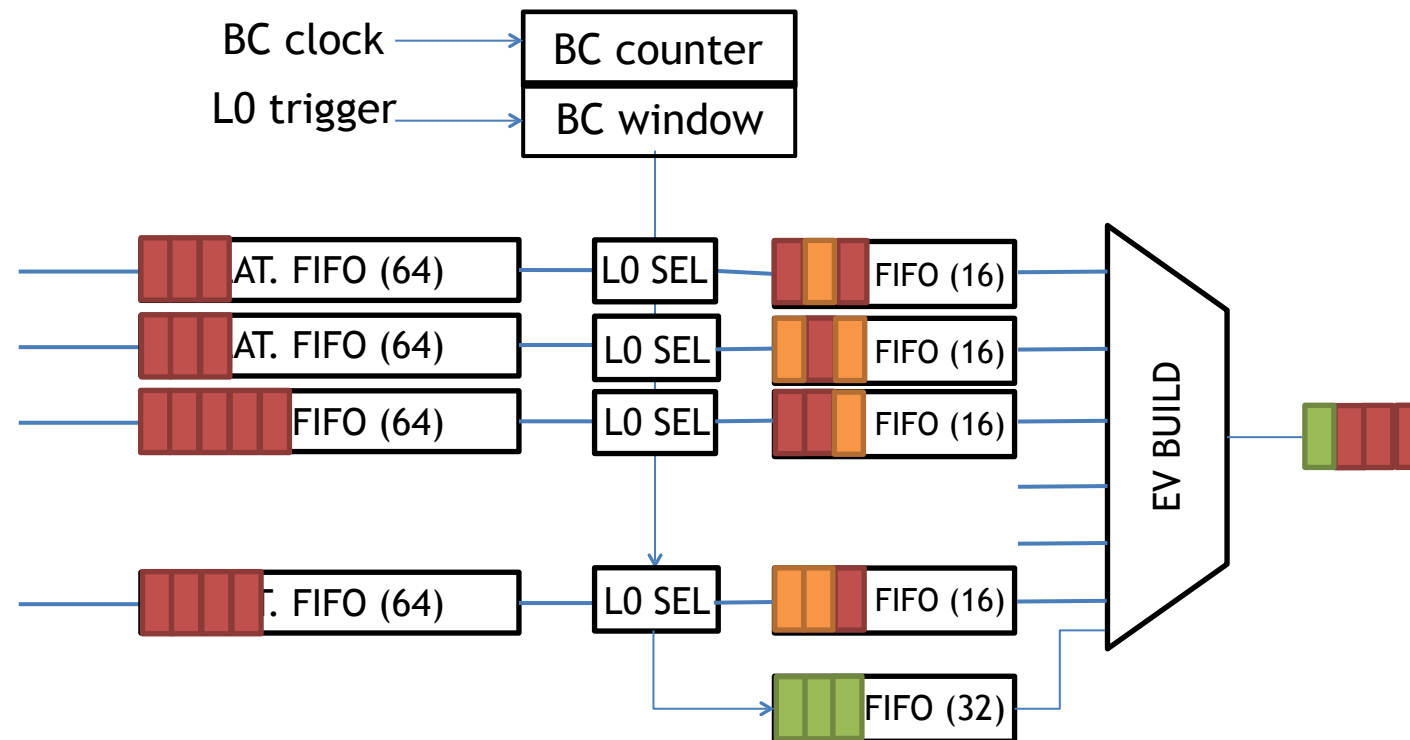 BC clock
BC counter
L0 trigger
BC window
AT. FIFO (64)
L0 SEL
FIFO (16)
AT. FIFO (64)
L0 SEL
FIFO (16)
FIFO (64)
L0 SEL
FIFO (16)
EV BUILD
T. FIFO (64)
L0 SEL
FIFO (16)
FIFO (32)